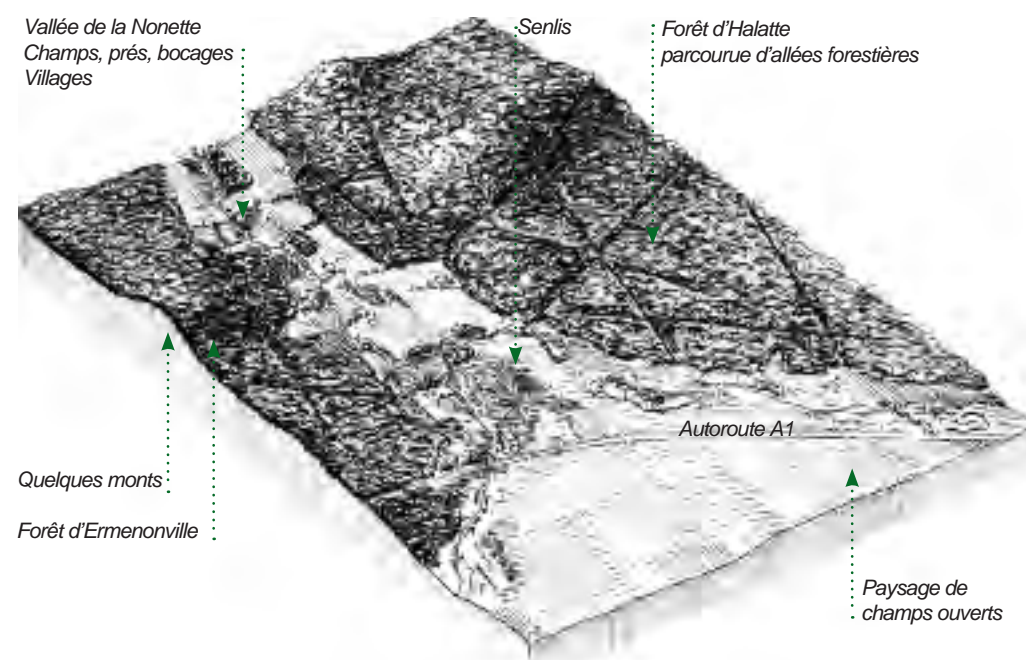 Vallée de la Nonette
Champs, prés, bocages
Villages
Senlis
Forêt d'Halatte
parcourue d'allées forestières
Autoroute A1
Quelques monts
Forêt d'Ermenonville
Paysage de
champs ouverts